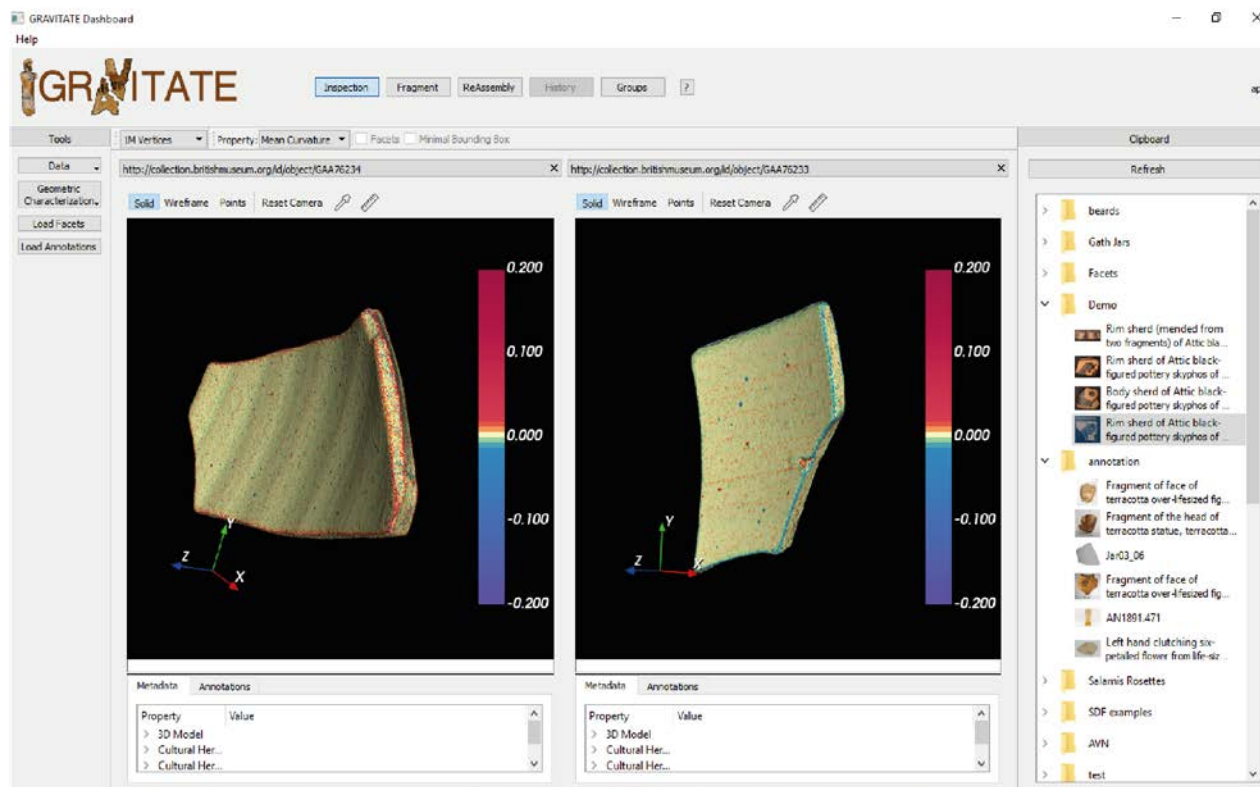 GRAVITATE Dashboard
Help
GRAVITATE
Inspection Fragment ReAssembly History Groups ?
ap
Tools
1M Vertices Property: Mean Curvature Facets Minimal Bounding Box
Clipboard
Data
Geometric
Characterization
Load Facets
Load Annotations
http://collection.britishmuseum.org/id/object/GAA76234
http://collection.britishmuseum.org/id/object/GAA76233
Refresh
Solid Wireframe Points Reset Camera
Solid Wireframe Points Reset Camera
0.200
0.100
0.000
-0.100
-0.200
Y
Z
X
0.200
0.100
0.000
-0.100
-0.200
Y
Z
X
Metadata Annotations
Property Value
3D Model
Cultural Her...
Cultural Her...
Metadata Annotations
Property Value
3D Model
Cultural Her...
Cultural Her...
beards
Gath Jars
Facets
Demo
Rim sherd (mended from
two fragments) of Attic bla...
Rim sherd of Attic black-
figured pottery skyphos of ...
Body sherd of Attic black-
figured pottery skyphos of ...
Rim sherd of Attic black-
figured pottery skyphos of ...
annotation
Fragment of face of
terracotta over-lifesized fig...
Fragment of the head of
terracotta statue, terracotta...
Jar03_06
Fragment of face of
terracotta over-lifesized fig...
AN1891.471
Left hand clutching six-
petalled flower from life-siz...
Salamis Rosettes
SDF examples
AVN
test